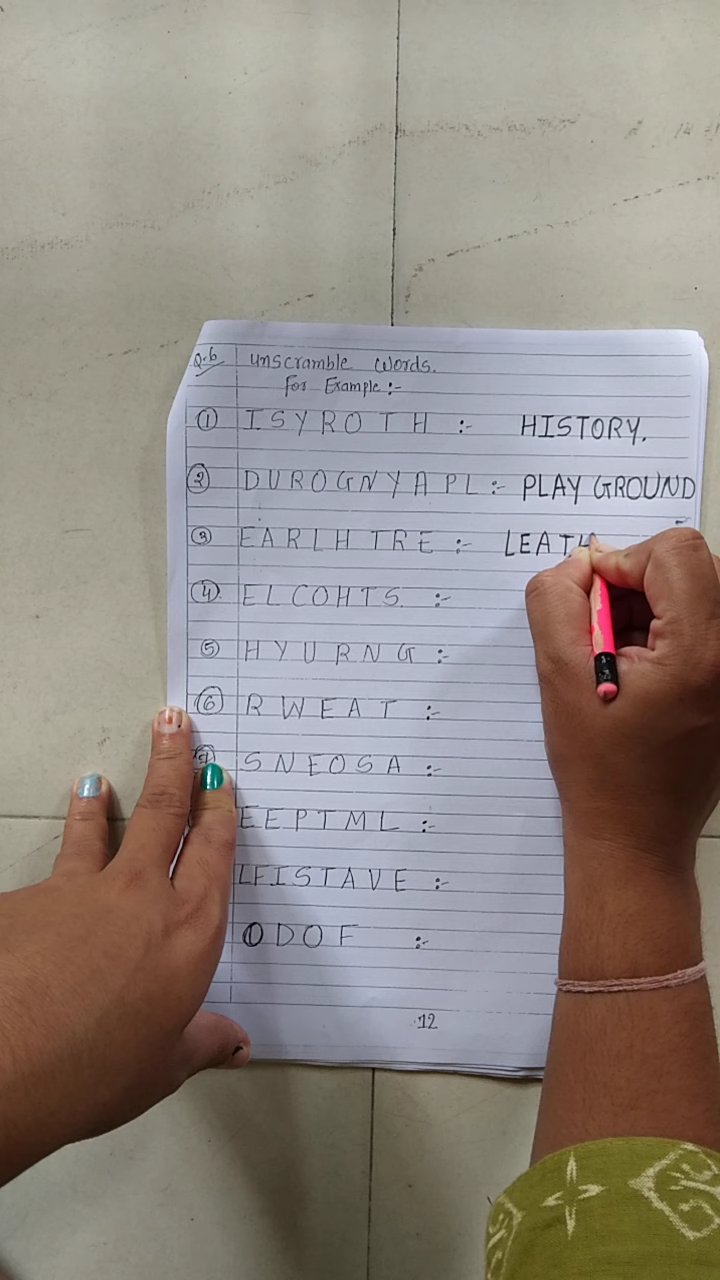 Q.6 Unscramble Words.
For Example :-
① ISYROTH :- HISTORY.
② DUROGNYAPL :- PLAY GROUND
③ EARLHTRE :- LEATH
④ ELCOHTS. :-
⑤ HYURNG :-
⑥ RWEAT :-
SNEOSA :-
EEPTML :-
LFISTAVE :-
ODOF :-
12